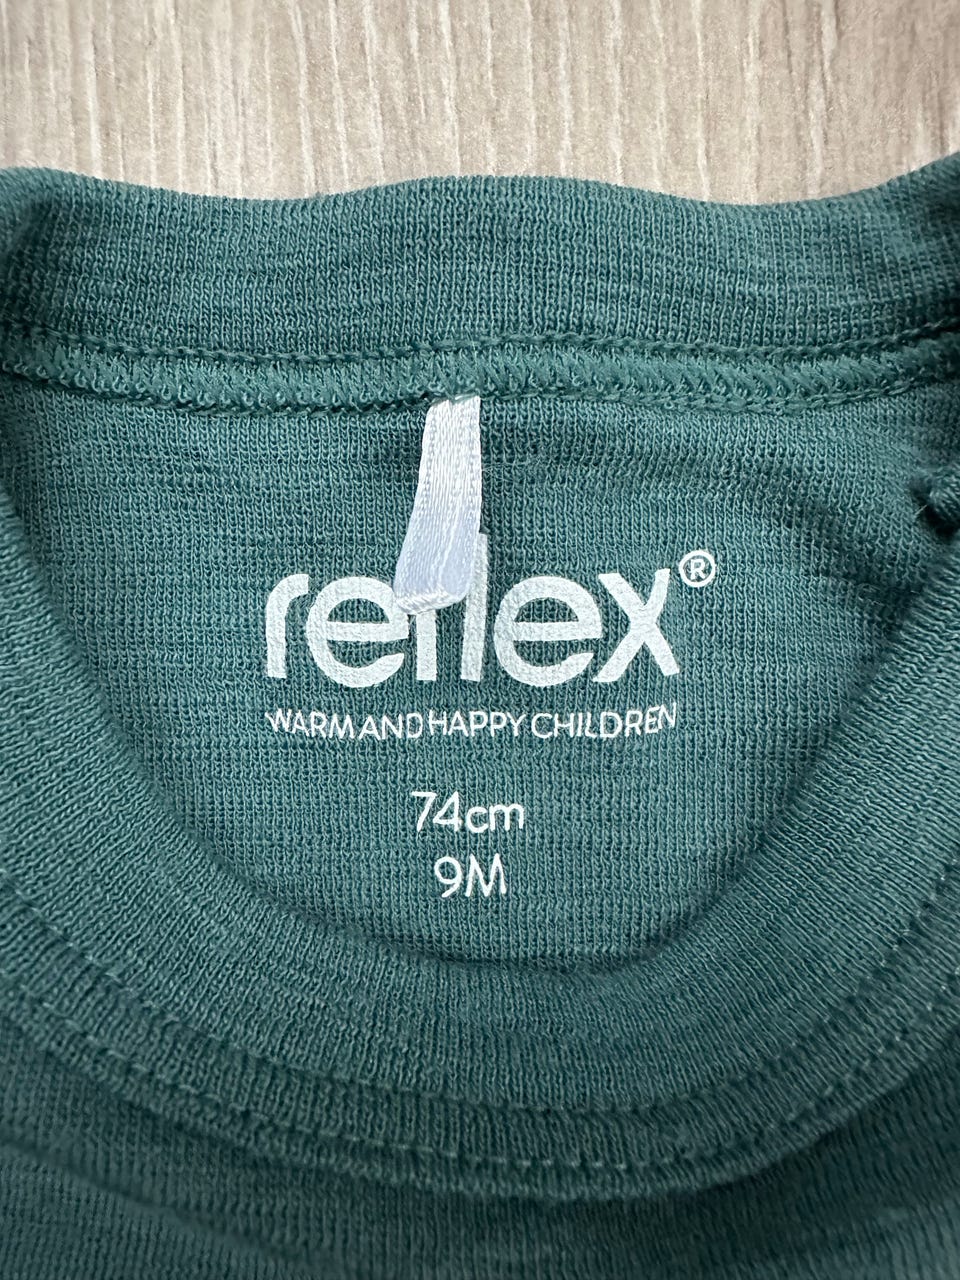 reflex®
WARM AND HAPPY CHILDREN
74cm
9M